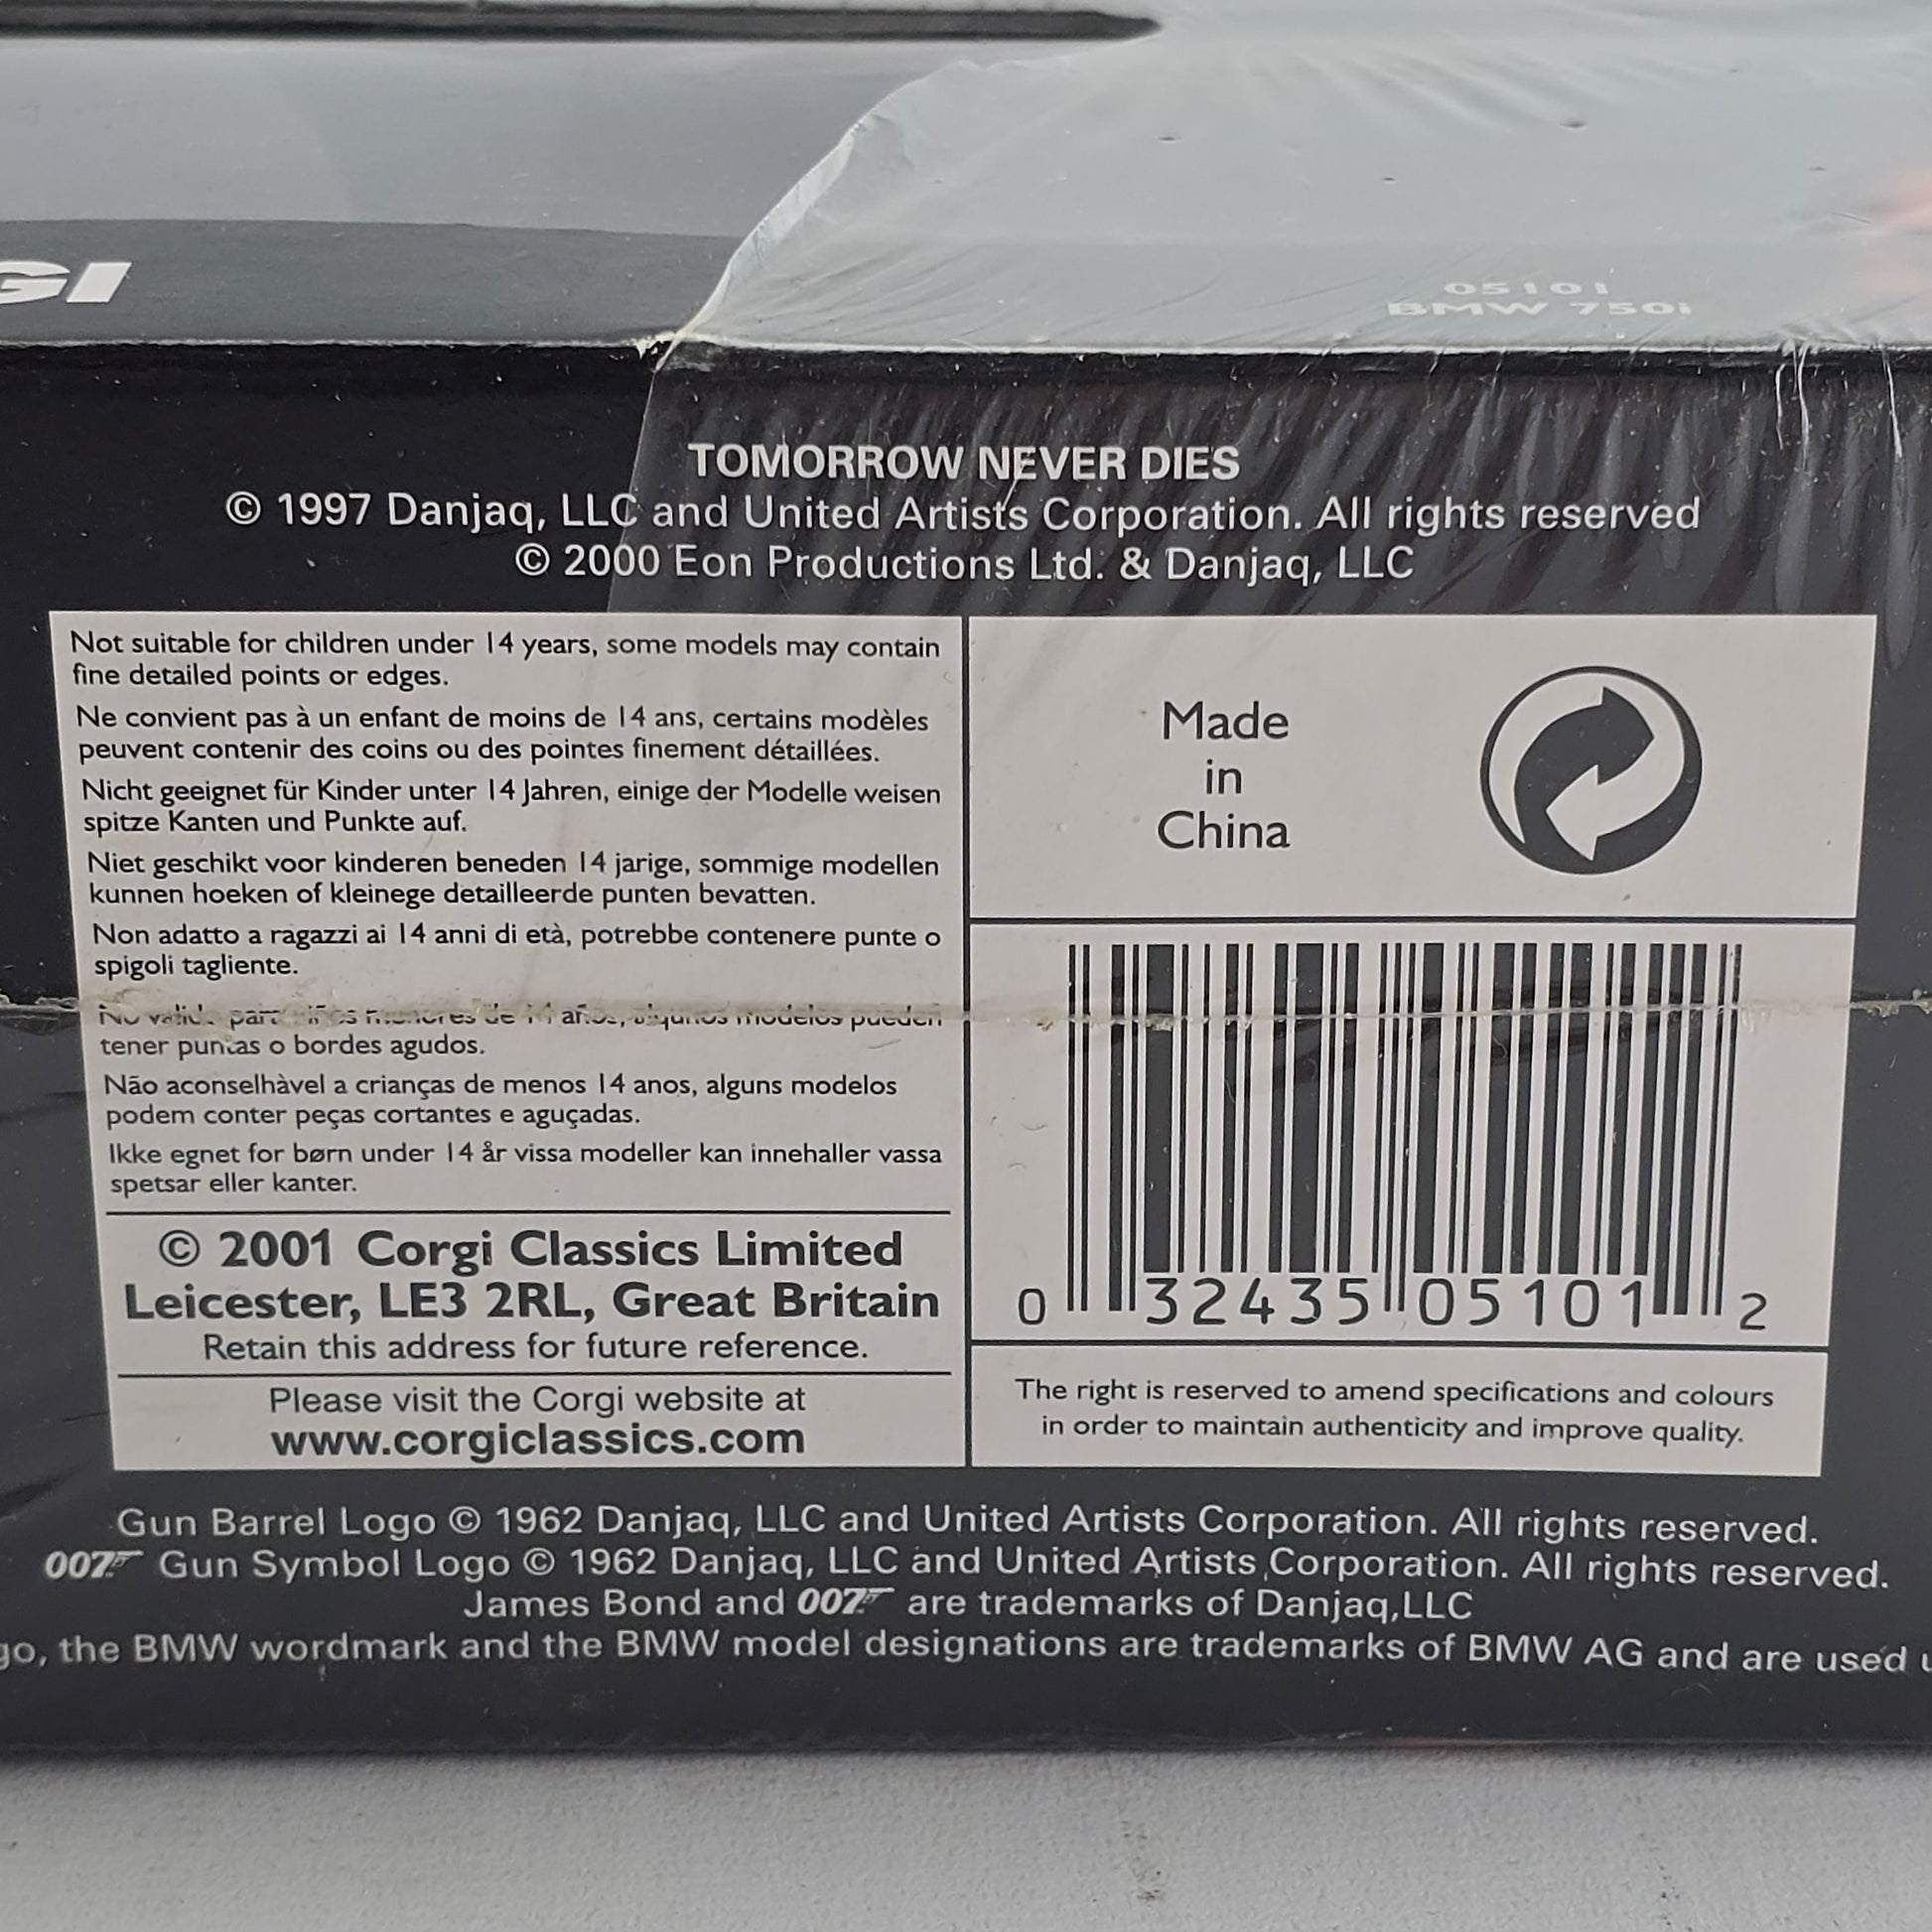 GI
05101
BMW 750i
TOMORROW NEVER DIES
© 1997 Danjaq, LLC and United Artists Corporation. All rights reserved
© 2000 Eon Productions Ltd. & Danjaq, LLC
Not suitable for children under 14 years, some models may contain
fine detailed points or edges.
Ne convient pas à un enfant de moins de 14 ans, certains modèles
peuvent contenir des coins ou des pointes finement détaillées.
Nicht geeignet für Kinder unter 14 Jahren, einige der Modelle weisen
spitze Kanten und Punkte auf.
Niet geschikt voor kinderen beneden 14 jarige, sommige modellen
kunnen hoeken of kleinege detailleerde punten bevatten.
Non adatto a ragazzi ai 14 anni di età, potrebbe contenere punte o
spigoli tagliente.
No valido para niños menores de 14 años, algunos modelos pueden
tener puntas o bordes agudos.
Não aconselhàvel a crianças de menos 14 anos, alguns modelos
podem conter peças cortantes e aguçadas.
Ikke egnet for børn under 14 år vissa modeller kan innehaller vassa
spetsar eller kanter.
© 2001 Corgi Classics Limited
Leicester, LE3 2RL, Great Britain
Retain this address for future reference.
Please visit the Corgi website at
www.corgiclassics.com
Made
in
China
0 32435 05101 2
The right is reserved to amend specifications and colours
in order to maintain authenticity and improve quality.
Gun Barrel Logo © 1962 Danjaq, LLC and United Artists Corporation. All rights reserved.
007 Gun Symbol Logo © 1962 Danjaq, LLC and United Artists Corporation. All rights reserved.
James Bond and 007 are trademarks of Danjaq,LLC
go, the BMW wordmark and the BMW model designations are trademarks of BMW AG and are used